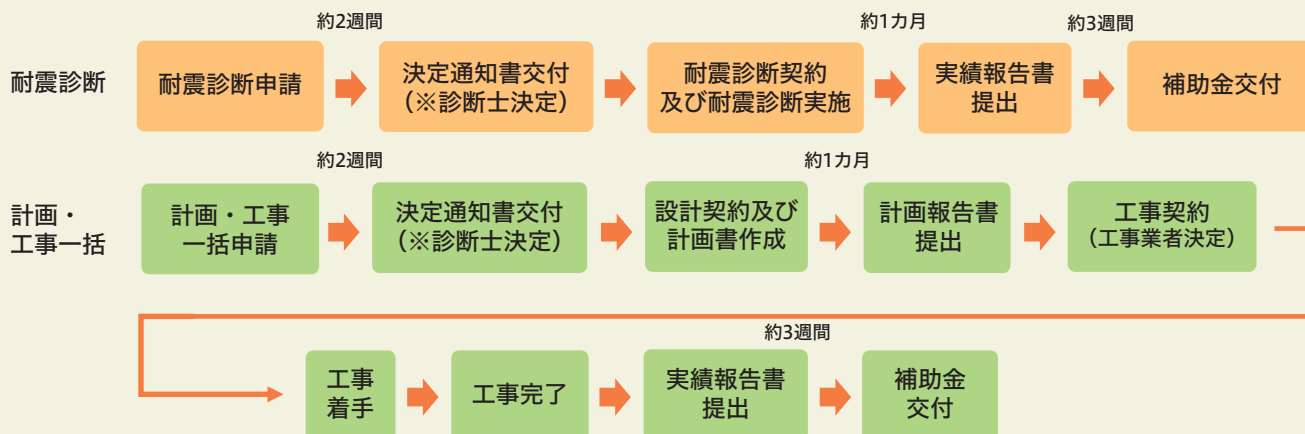 約2週間
約1カ月
約3週間
耐震診断
耐震診断申請
決定通知書交付
（※診断士決定）
耐震診断契約
及び耐震診断実施
実績報告書
提出
補助金交付
約2週間
約1カ月
計画・
工事一括
計画・工事
一括申請
決定通知書交付
（※診断士決定）
設計契約及び
計画書作成
計画報告書
提出
工事契約
（工事業者決定）
約3週間
工事
着手
工事完了
実績報告書
提出
補助金
交付